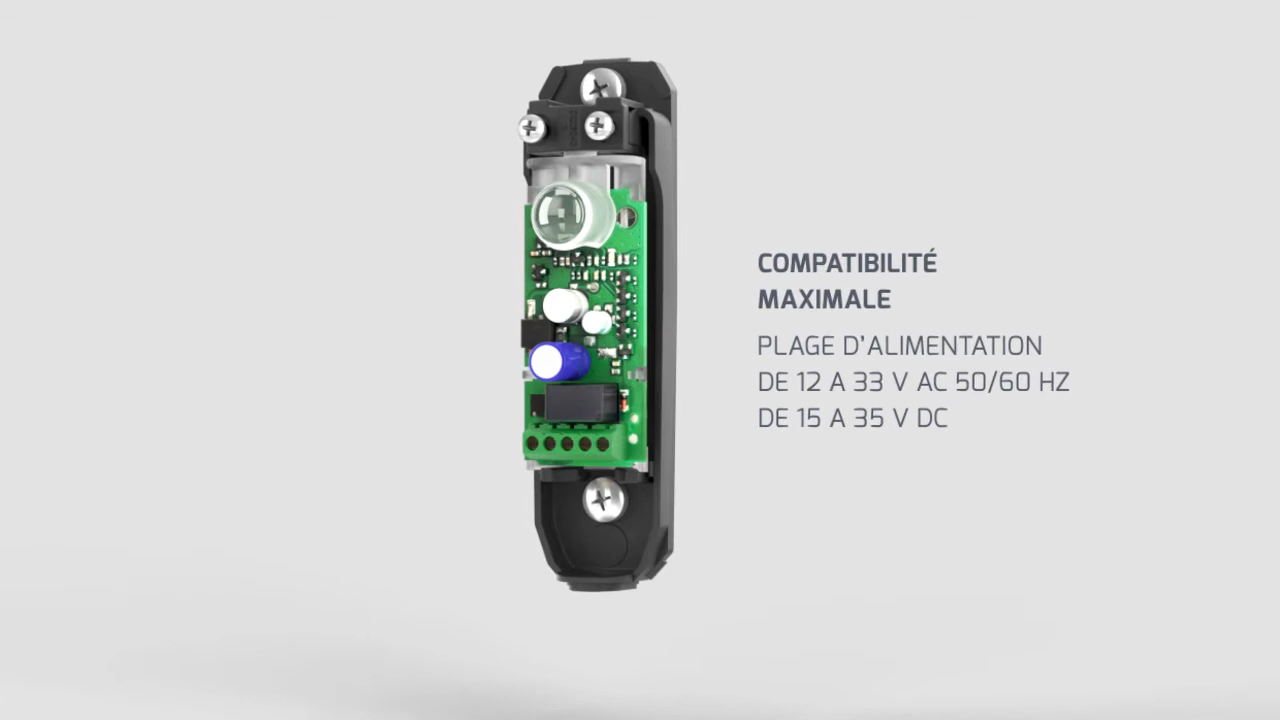 COMPATIBILITÉ
MAXIMALE
PLAGE D'ALIMENTATION
DE 12 A 33 V AC 50/60 HZ
DE 15 A 35 V DC